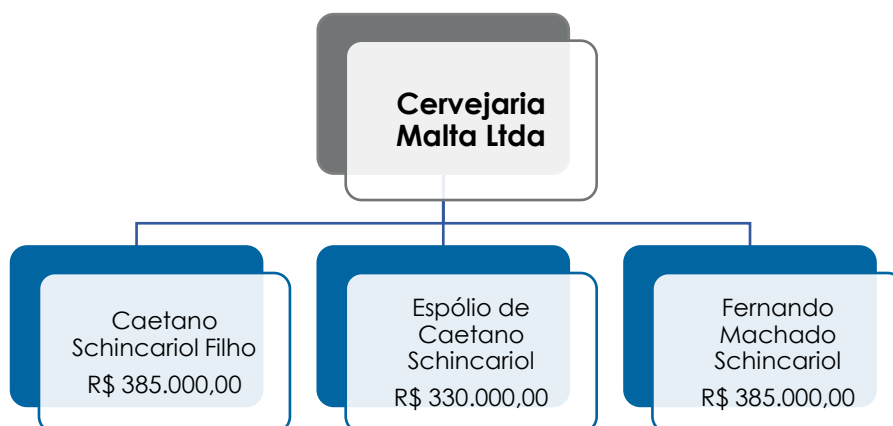 Cervejaria
Malta Ltda
Caetano
Schincariol Filho
R$ 385.000,00
Espólio de
Caetano
Schincariol
R$ 330.000,00
Fernando
Machado
Schincariol
R$ 385.000,00